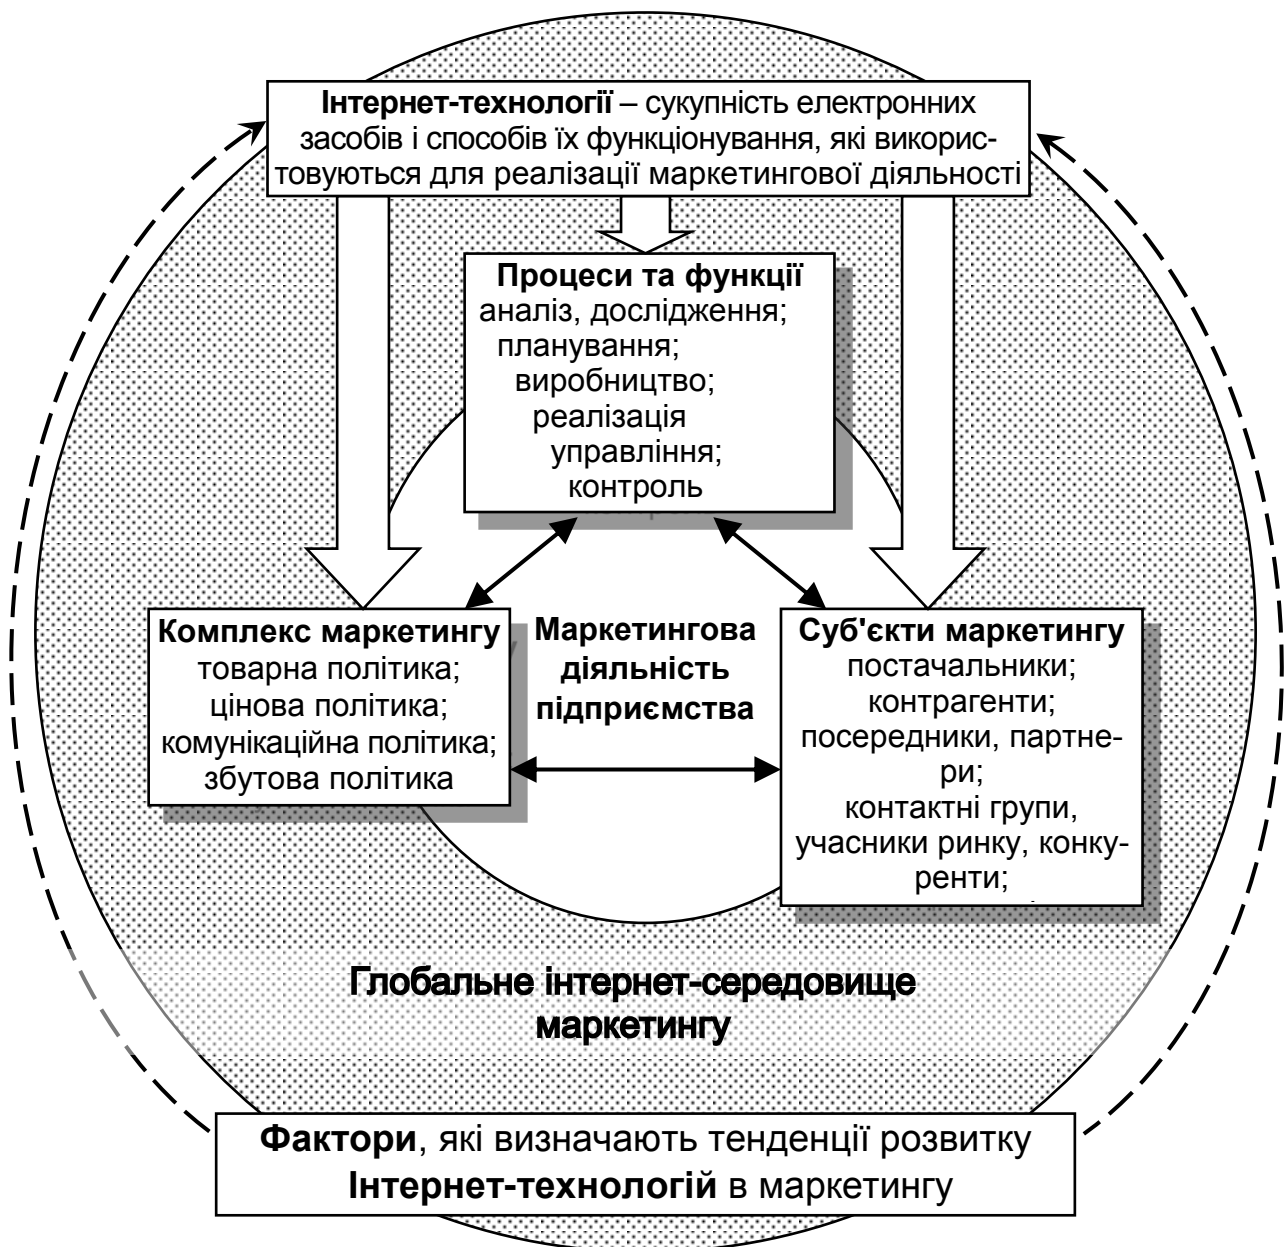 Інтернет-технології – сукупність електронних
засобів і способів їх функціонування, які викорис-
товуються для реалізації маркетингової діяльності
Процеси та функції
аналіз, дослідження;
планування;
виробництво;
реалізація
управління;
контроль
Комплекс маркетингу
товарна політика;
цінова політика;
комунікаційна політика;
збутова політика
Маркетингова
діяльність
підприємства
Суб'єкти маркетингу
постачальники;
контрагенти;
посередники, партне-
ри;
контактні групи,
учасники ринку, конку-
ренти;
Глобальне інтернет-середовище
маркетингу
Фактори, які визначають тенденції розвитку
Інтернет-технологій в маркетингу